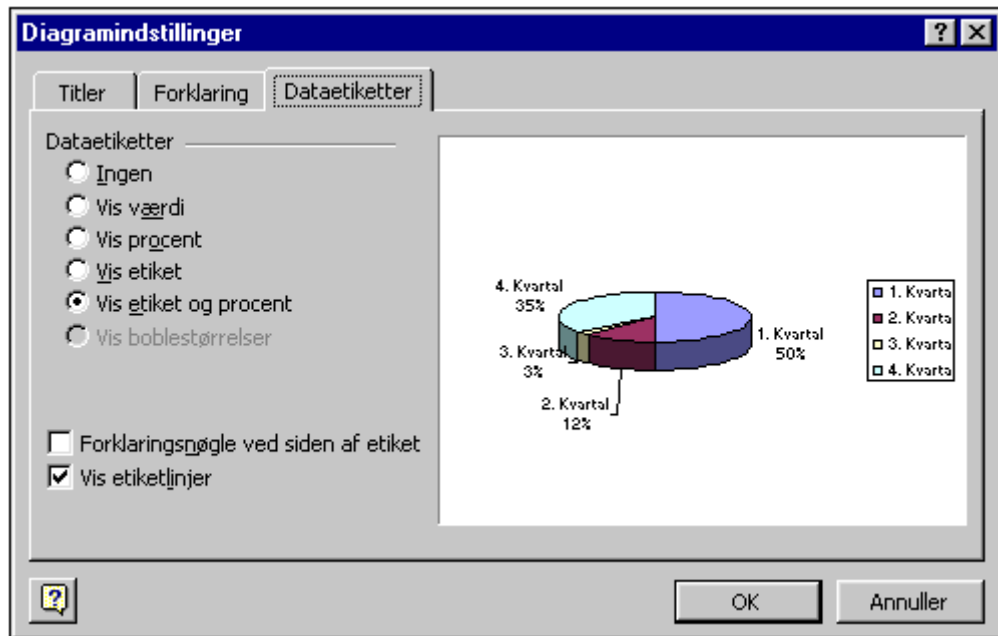 Diagramindstillinger
Titler
Forklaring
Dataetiketter
Dataetiketter
Ingen
Vis værdi
Vis procent
Vis etiket
Vis etiket og procent
Vis boblestørrelser
Forklaringsnøgle ved siden af etiket
Vis etiketlinjer
4. Kvartal
35%
3. Kvartal
3%
2. Kvartal
12%
1. Kvartal
50%
1. Kvarta
2. Kvarta
3. Kvarta
4. Kvarta
OK
Annuller